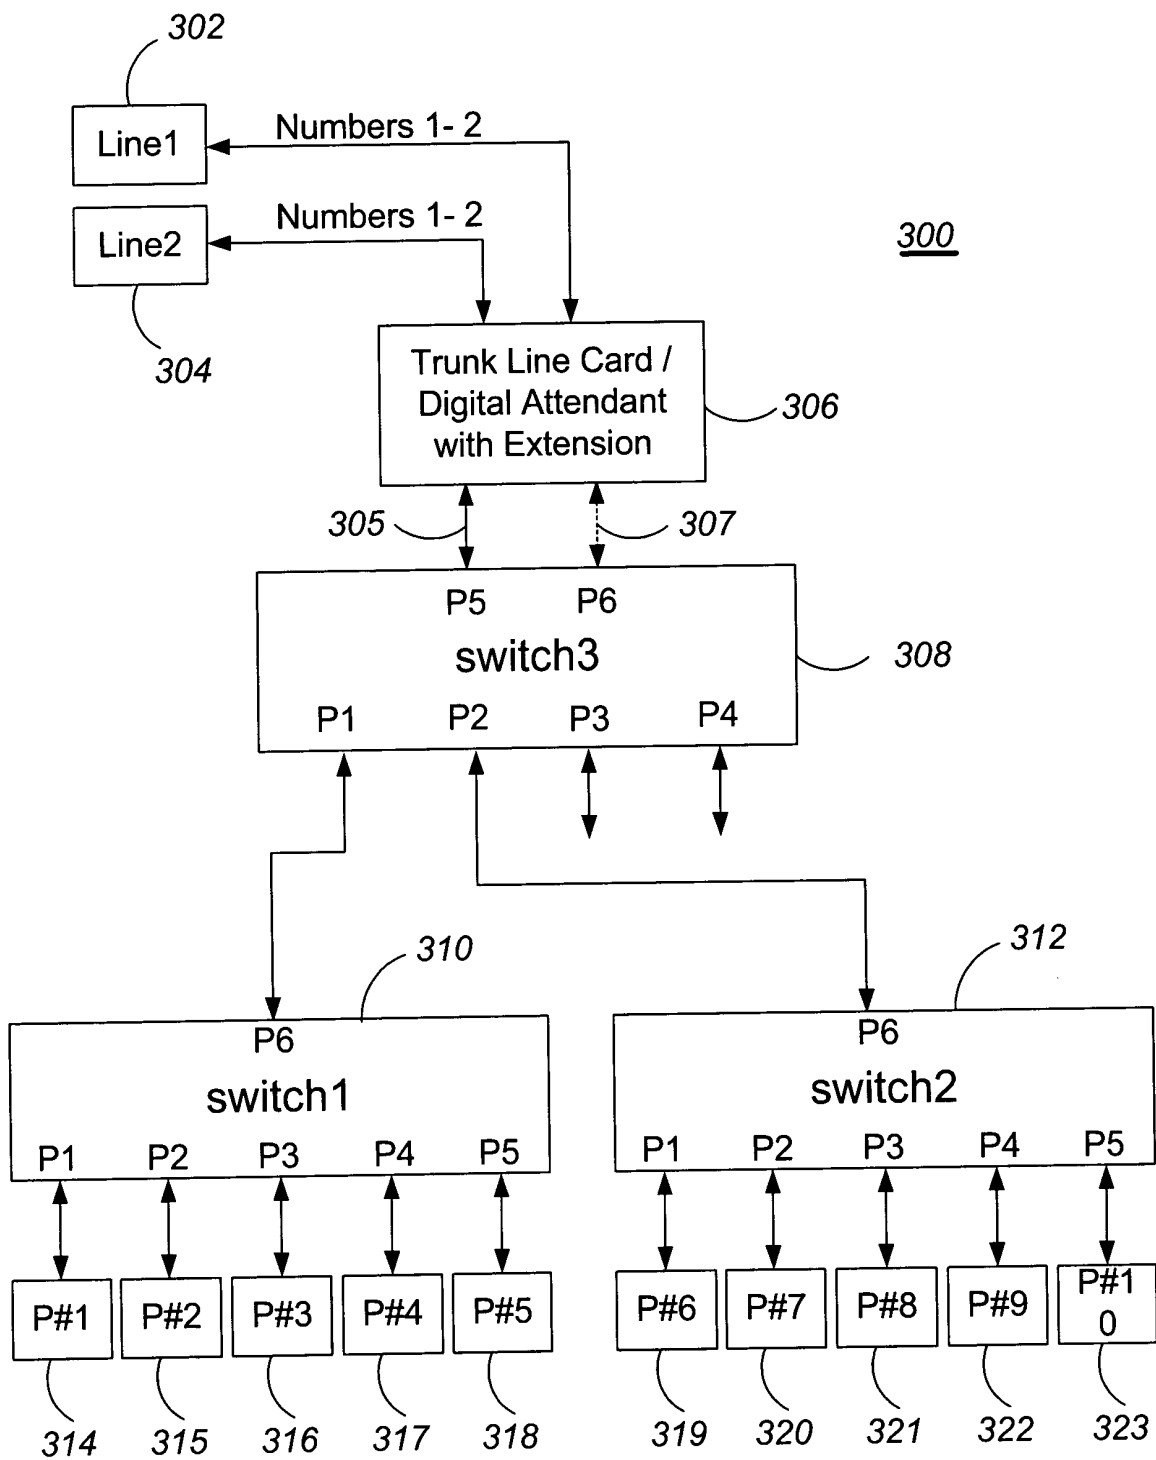 302
Line1
Numbers 1- 2
Line2
Numbers 1- 2
300
304
Trunk Line Card /
Digital Attendant
with Extension
306
305
307
P5 P6
switch3
308
P1 P2 P3 P4
310
312
P6
switch1
P1 P2 P3 P4 P5
P6
switch2
P1 P2 P3 P4 P5
P#1 P#2 P#3 P#4 P#5
P#6 P#7 P#8 P#9 P#1
0
314 315 316 317 318
319 320 321 322 323